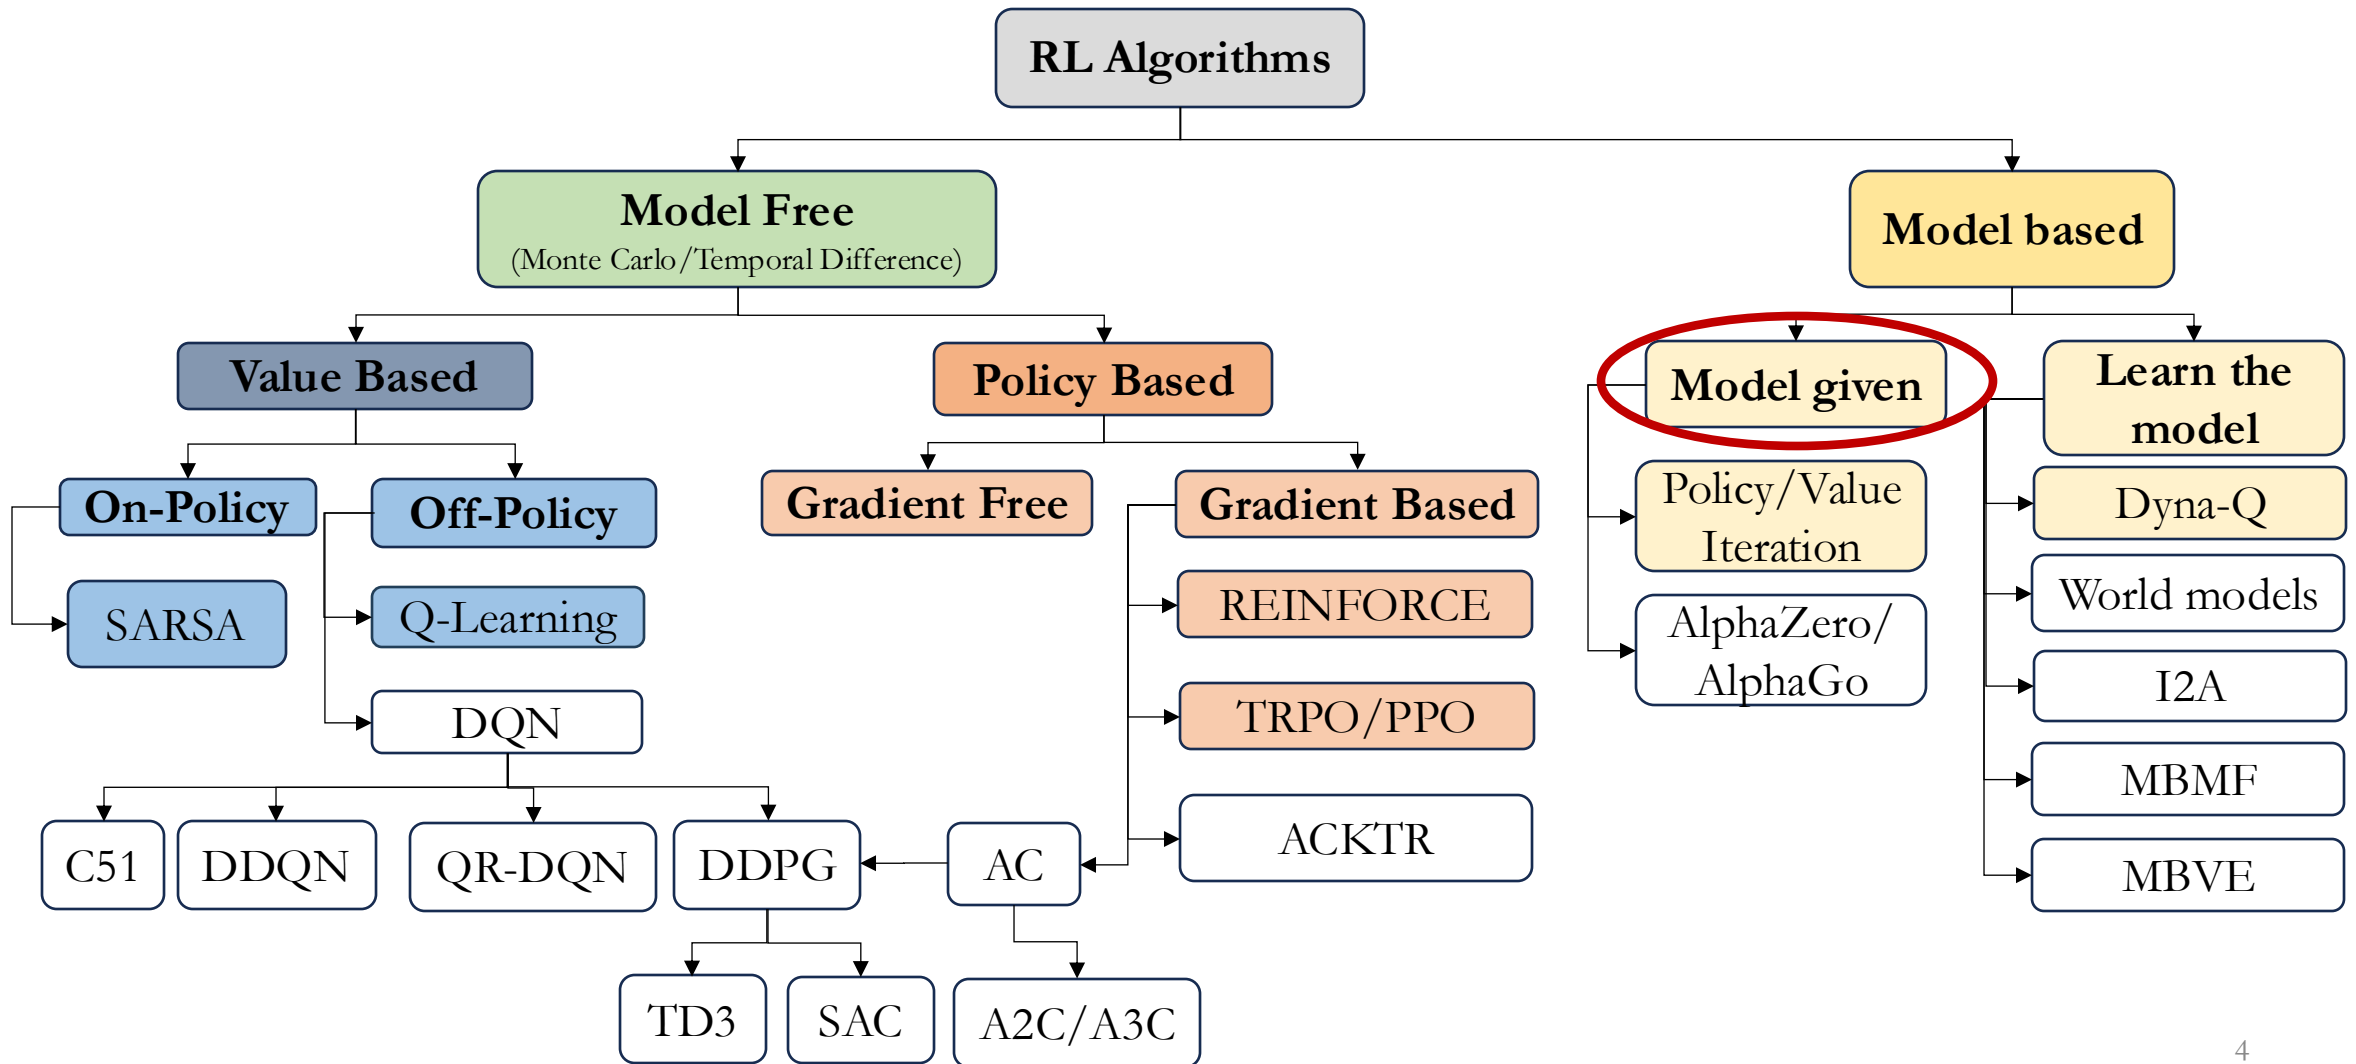 RL Algorithms
Model Free
(Monte Carlo/Temporal Difference)
Model based
Value Based
Policy Based
Model given
Learn the
model
On-Policy
Off-Policy
Gradient Free
Gradient Based
Policy/Value
Iteration
Dyna-Q
SARSA
Q-Learning
REINFORCE
AlphaZero/
AlphaGo
World models
I2A
DQN
TRPO/PPO
MBMF
C51
DDQN
QR-DQN
DDPG
AC
ACKTR
MBVE
TD3
SAC
A2C/A3C
4